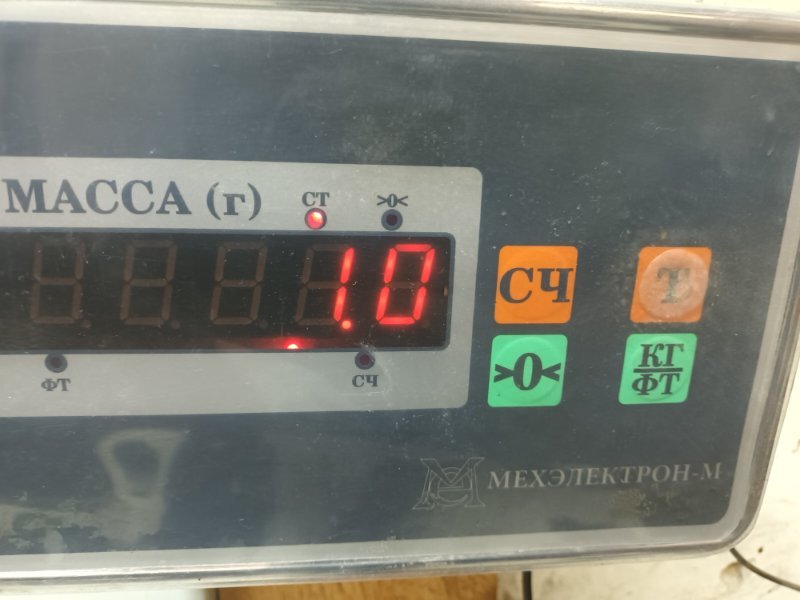 МАССА (г)
СТ
>0<
1.0
ФТ
СЧ
СЧ
Т
>0<
КГ
ФТ
МЕХЭЛЕКТРОН-М